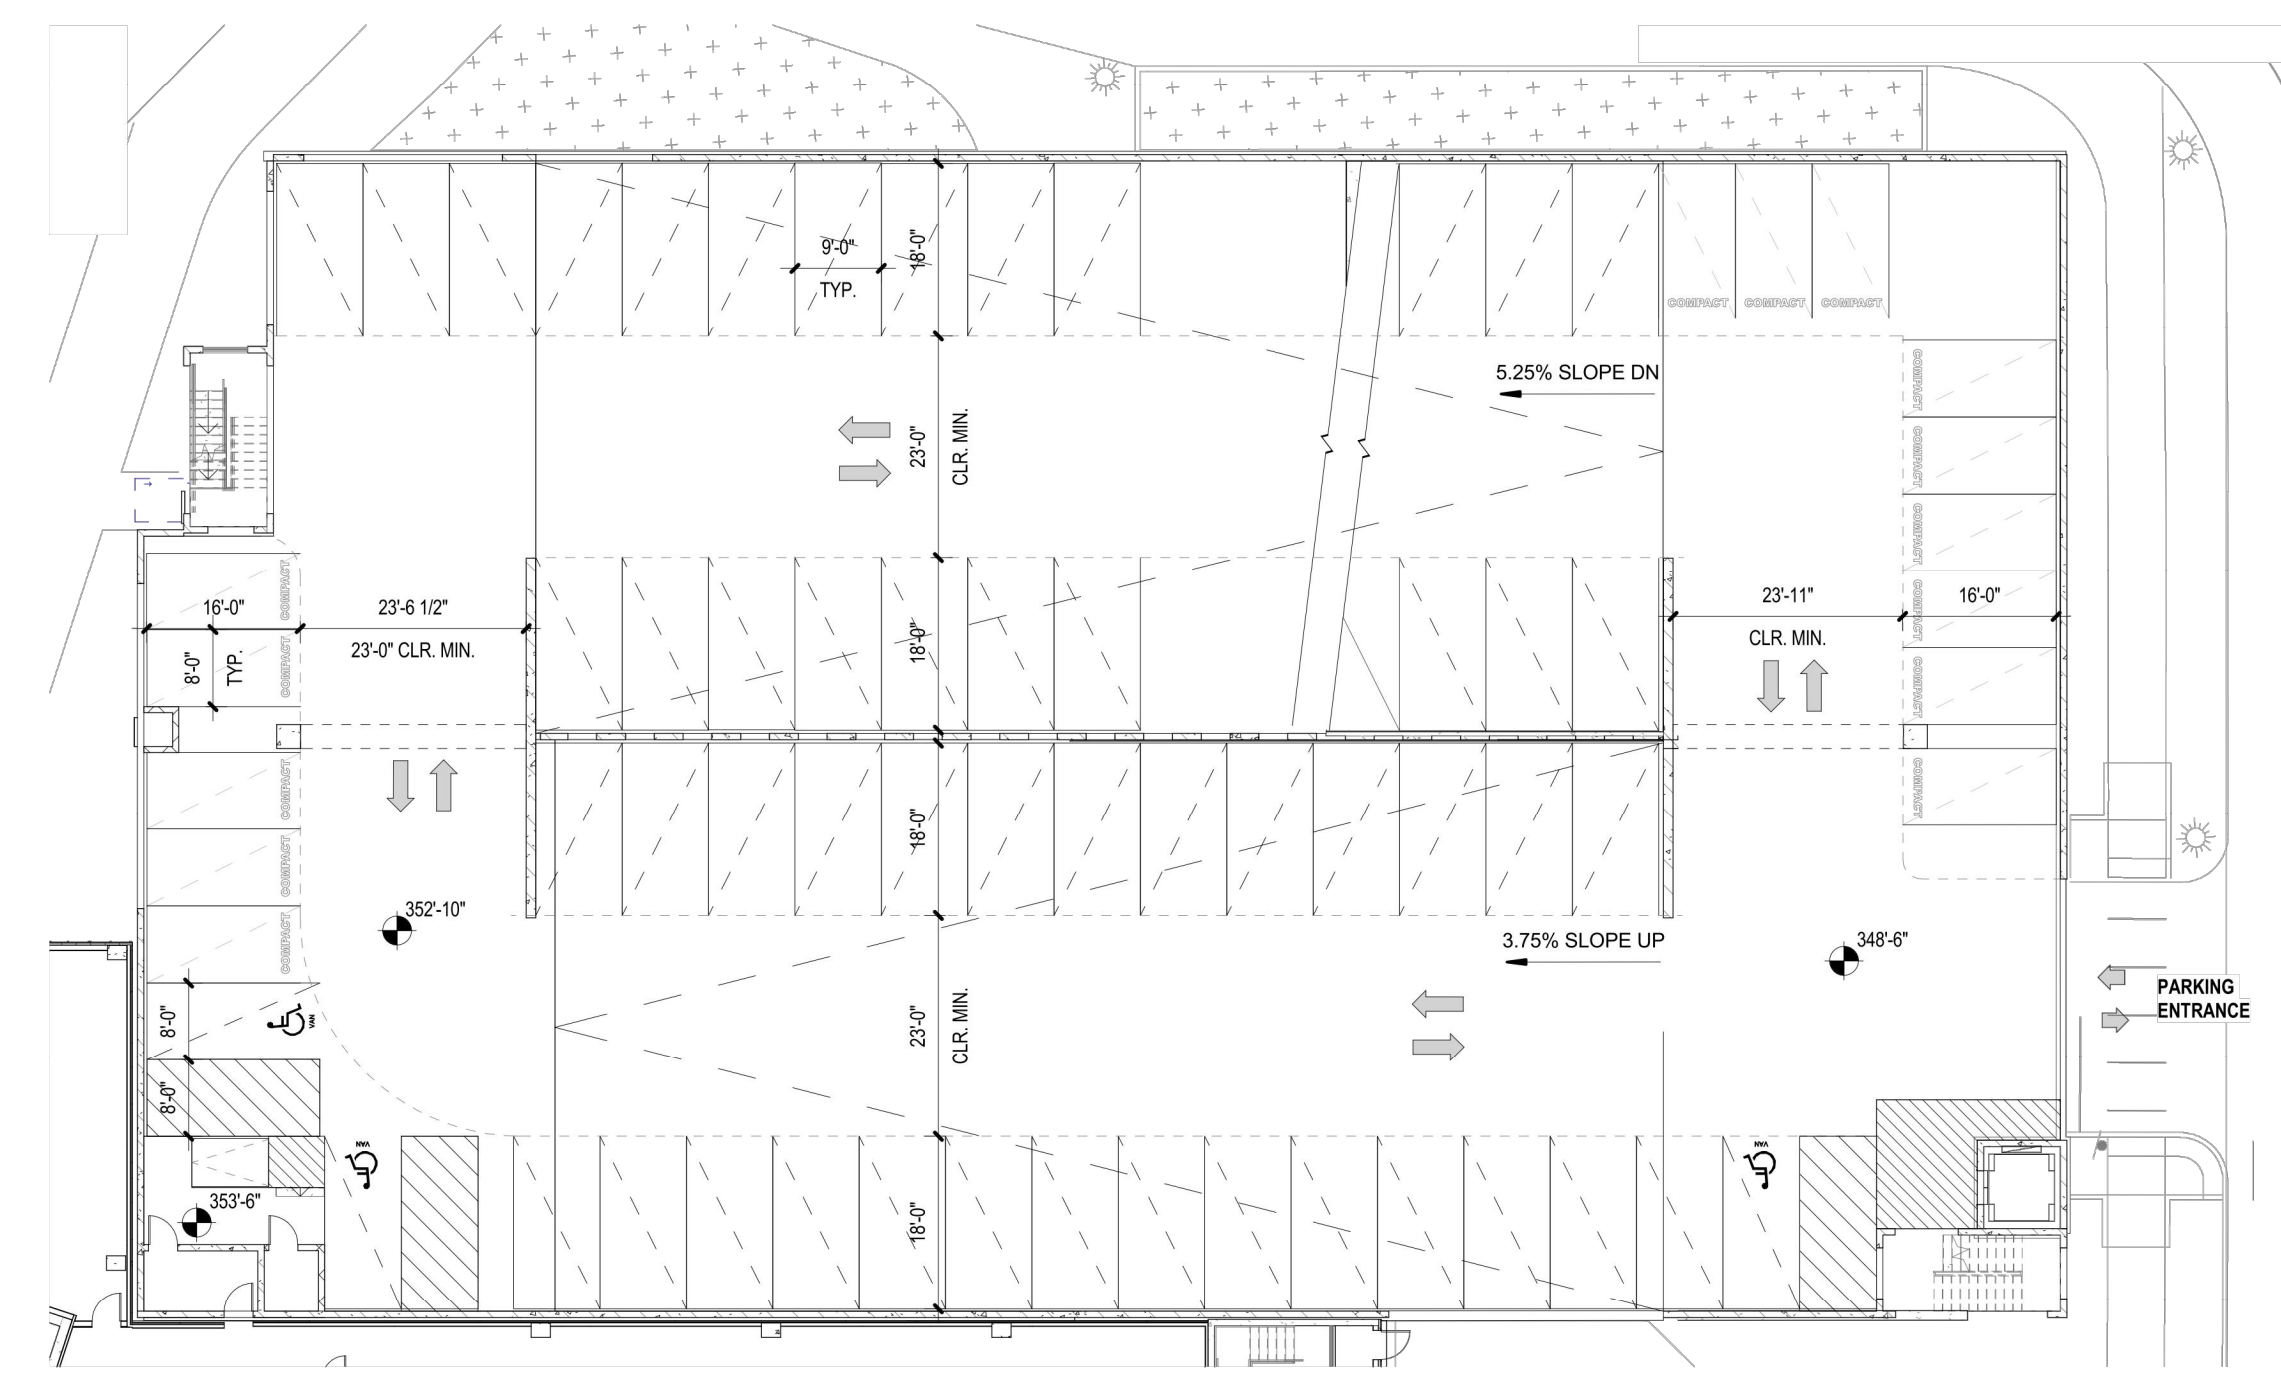 9'-0"
TYP.
18'-0"
COMPACT
COMPACT
COMPACT
5.25% SLOPE DN
COMPACT
COMPACT
COMPACT
COMPACT
COMPACT
COMPACT
23'-0"
CLR. MIN.
COMPACT
COMPACT
16'-0"
23'-6 1/2"
23'-0" CLR. MIN.
8'-0"
TYP.
18'-0"
23'-11"
CLR. MIN.
16'-0"
COMPACT
COMPACT
COMPACT
18'-0"
352'-10"
3.75% SLOPE UP
348'-6"
PARKING
ENTRANCE
23'-0"
CLR. MIN.
8'-0"
VAN
8'-0"
VAN
VAN
353'-6"
18'-0"